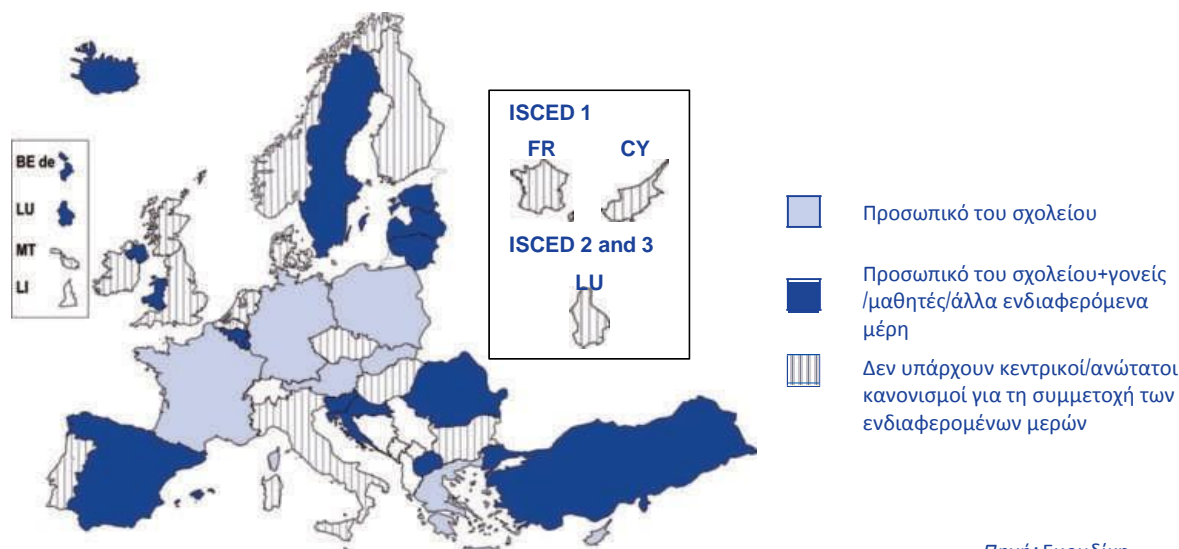 BE de
LU
MT
LI
ISCED 1
FR CY
ISCED 2 and 3
LU
Προσωπικό του σχολείου
Προσωπικό του σχολείου+γονείς
/μαθητές/άλλα ενδιαφερόμενα
μέρη
Δεν υπάρχουν κεντρικοί/ανώτατοι
κανονισμοί για τη συμμετοχή των
ενδιαφερομένων μερών